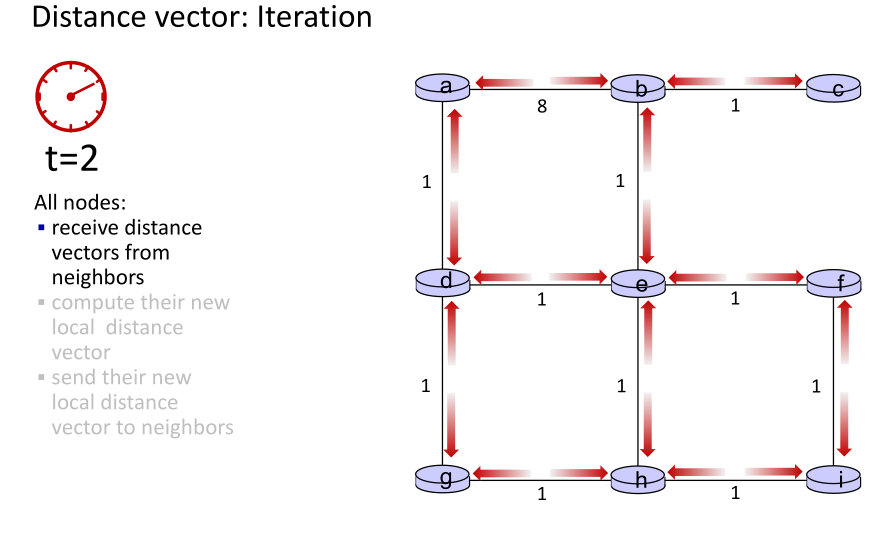 Distance vector: Iteration
t=2
All nodes:
▪ receive distance
vectors from
neighbors
▪ compute their new
local distance
vector
▪ send their new
local distance
vector to neighbors
a b c
8 1
1 1
d e f
1 1
1 1 1
g h i
1 1